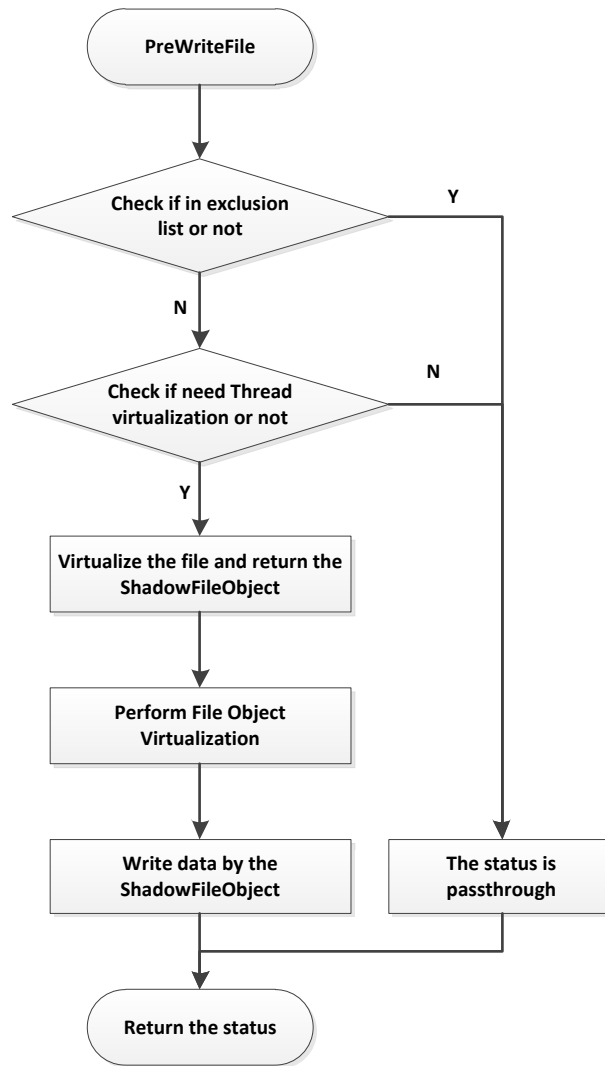 PreWriteFile
Check if in exclusion
list or not
Y
N
Check if need Thread
virtualization or not
N
Y
Virtualize the file and return the
ShadowFileObject
Perform File Object
Virtualization
Write data by the
ShadowFileObject
The status is
passthrough
Return the status